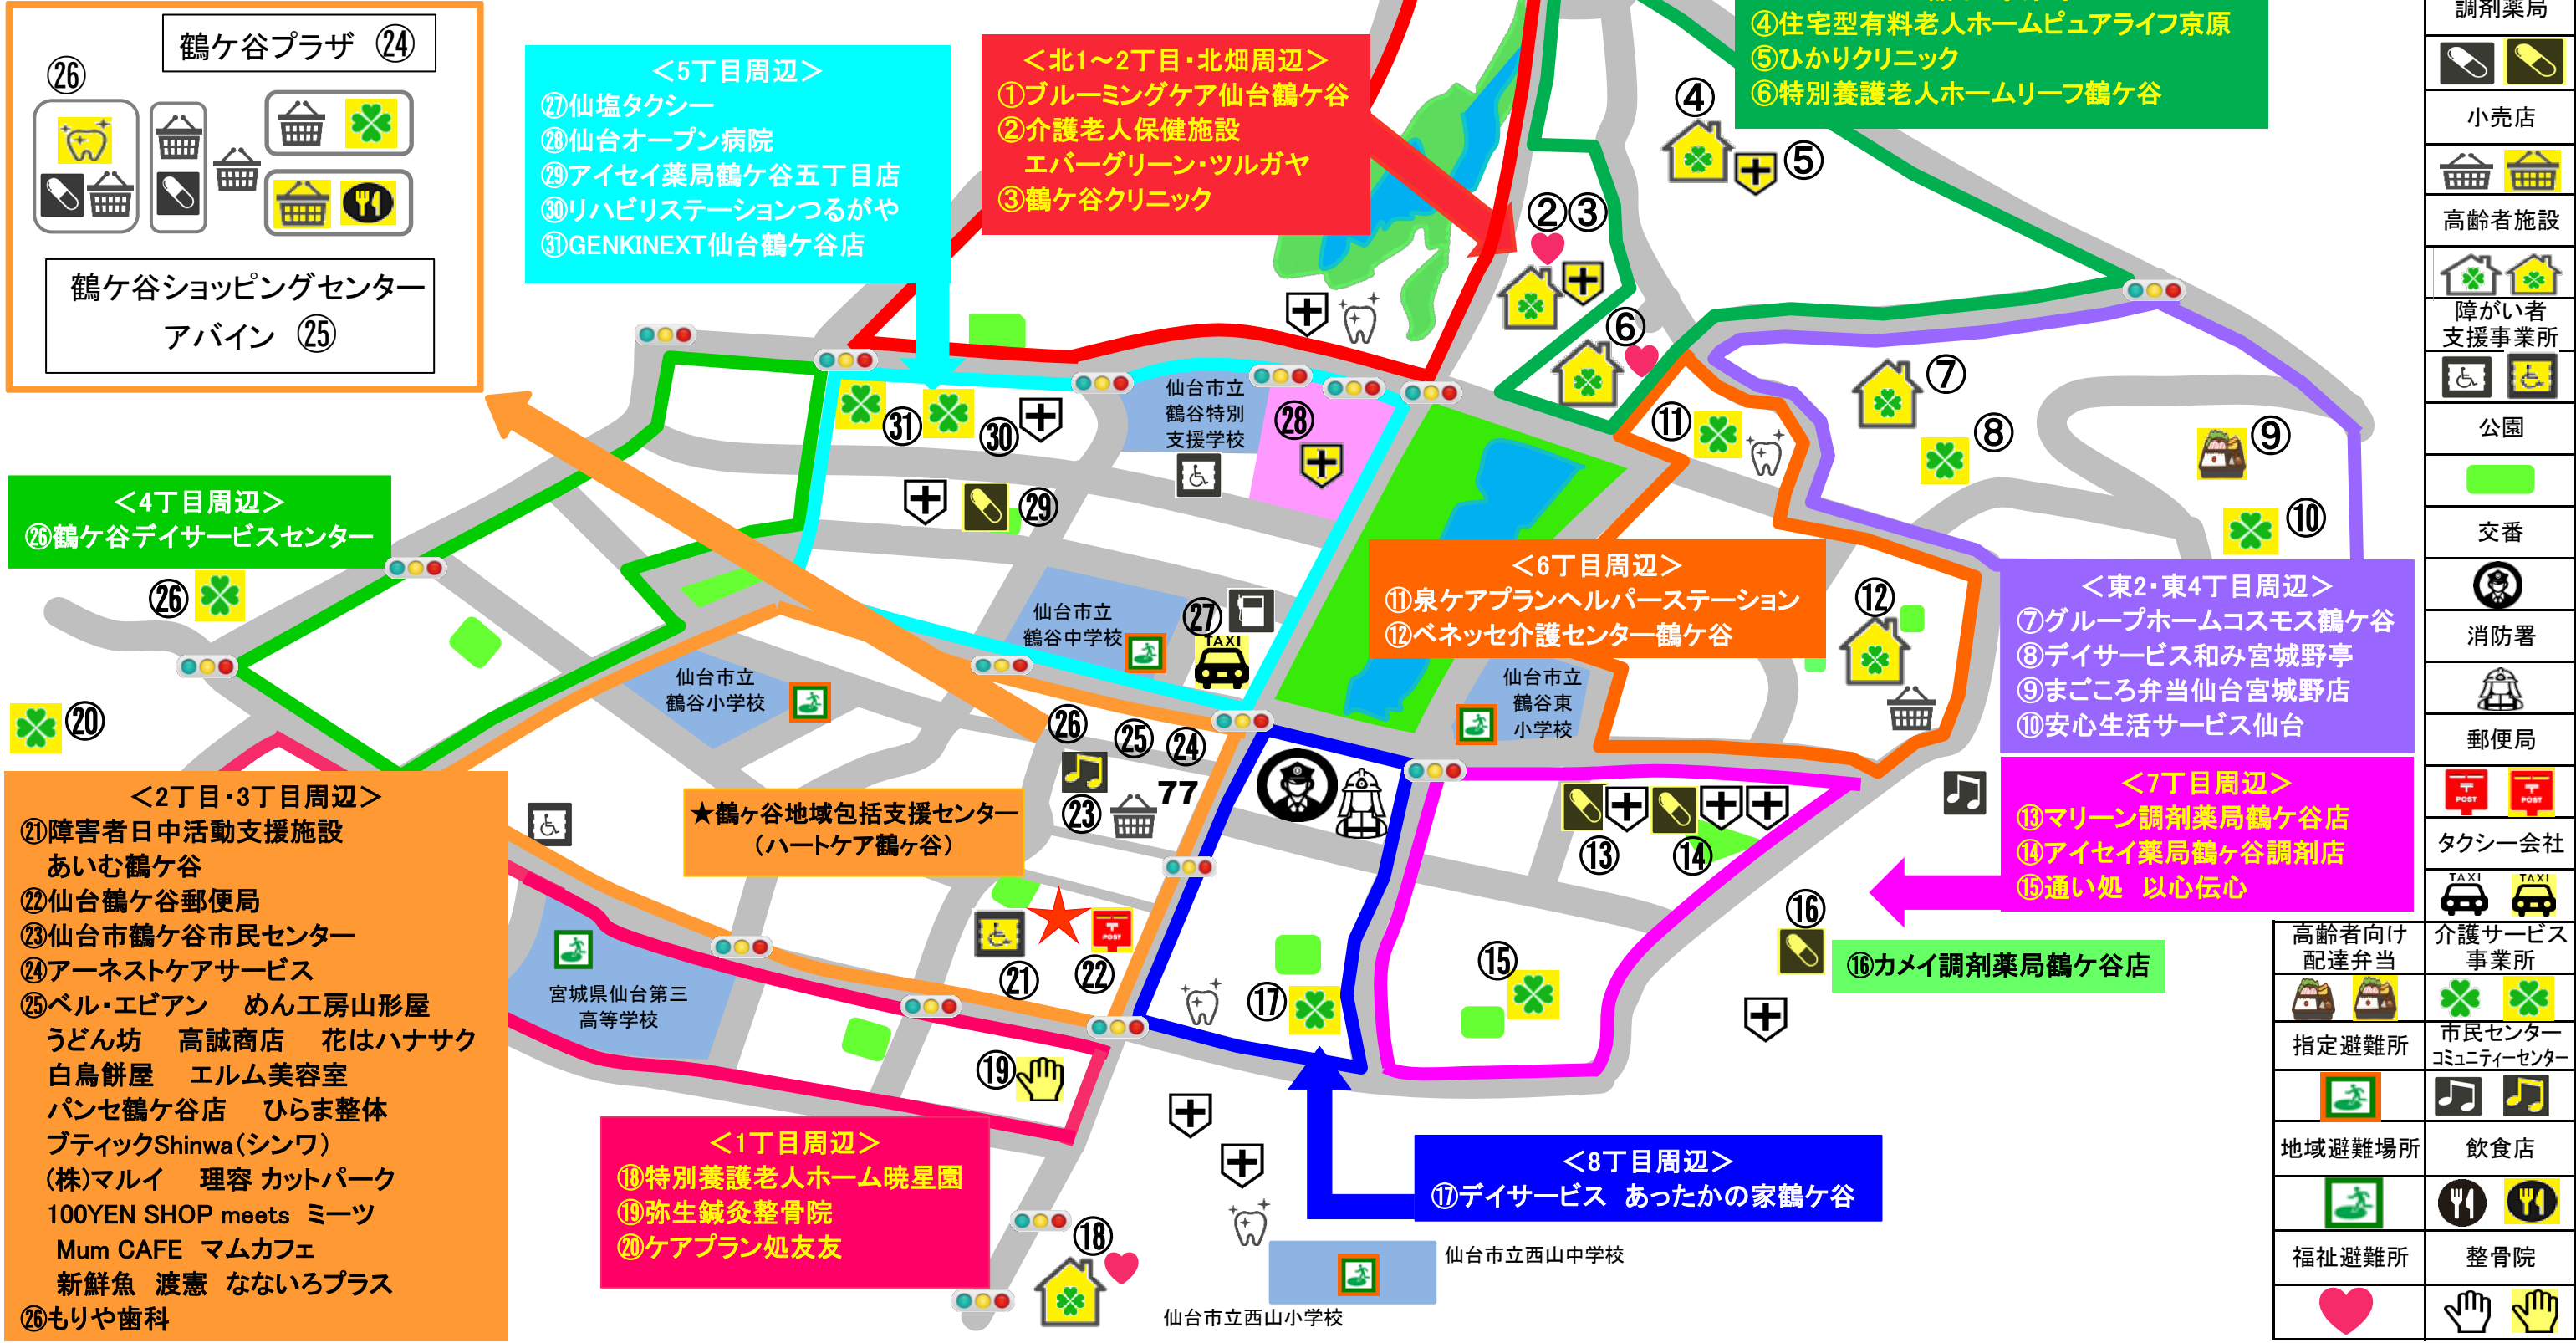 鶴ケ谷プラザ ㉔
㉖
鶴ケ谷ショッピングセンター
アバイン ㉕
＜5丁目周辺＞
㉗仙塩タクシー
㉘仙台オープン病院
㉙アイセイ薬局鶴ケ谷五丁目店
㉚リハビリステーションつるがや
㉛GENKINEXT仙台鶴ケ谷店
＜北1～2丁目・北畑周辺＞
①ブルーミングケア仙台鶴ケ谷
②介護老人保健施設
エバーグリーン・ツルガヤ
③鶴ケ谷クリニック
④住宅型有料老人ホームピュアライフ京原
⑤ひかりクリニック
⑥特別養護老人ホームリーフ鶴ケ谷
④
⑤
②③
⑥
⑦
⑧
⑨
⑩
⑪
⑫
仙台市立
鶴谷特別
支援学校
㉘
㉛
㉚
㉙
＜4丁目周辺＞
㉖鶴ケ谷デイサービスセンター
㉖
⑳
仙台市立
鶴谷中学校
㉗
TAXI
仙台市立
鶴谷小学校
＜6丁目周辺＞
⑪泉ケアプランヘルパーステーション
⑫ベネッセ介護センター鶴ケ谷
仙台市立
鶴谷東
小学校
＜東2・東4丁目周辺＞
⑦グループホームコスモス鶴ケ谷
⑧デイサービス和み宮城野亭
⑨まごころ弁当仙台宮城野店
⑩安心生活サービス仙台
㉖
㉕
㉔
㉓
77
★鶴ヶ谷地域包括支援センター
（ハートケア鶴ヶ谷）
＜7丁目周辺＞
⑬マリーン調剤薬局鶴ケ谷店
⑭アイセイ薬局鶴ヶ谷調剤店
⑮通い処 以心伝心
⑬
⑭
⑮
⑯
⑯カメイ調剤薬局鶴ケ谷店
＜2丁目・3丁目周辺＞
㉑障害者日中活動支援施設
あいむ鶴ケ谷
㉒仙台鶴ケ谷郵便局
㉓仙台市鶴ケ谷市民センター
㉔アーネストケアサービス
㉕ベル・エビアン めん工房山形屋
うどん坊 高誠商店 花はハナサク
白鳥餅屋 エルム美容室
パンセ鶴ケ谷店 ひらま整体
ブティックShinwa（シンワ）
(株)マルイ 理容 カットパーク
100YEN SHOP meets ミーツ
Mum CAFE マムカフェ
新鮮魚 渡憲 なないろプラス
㉖もりや歯科
宮城県仙台第三
高等学校
㉑
POST
㉒
⑰
⑲
＜1丁目周辺＞
⑱特別養護老人ホーム暁星園
⑲弥生鍼灸整骨院
⑳ケアプラン処友友
⑱
＜8丁目周辺＞
⑰デイサービス あったかの家鶴ケ谷
仙台市立西山中学校
仙台市立西山小学校
調剤薬局
小売店
高齢者施設
障がい者
支援事業所
公園
交番
消防署
郵便局
POST POST
タクシー会社
TAXI TAXI
高齢者向け
配達弁当
介護サービス
事業所
指定避難所
市民センター
コミュニティーセンター
地域避難場所
飲食店
福祉避難所
整骨院